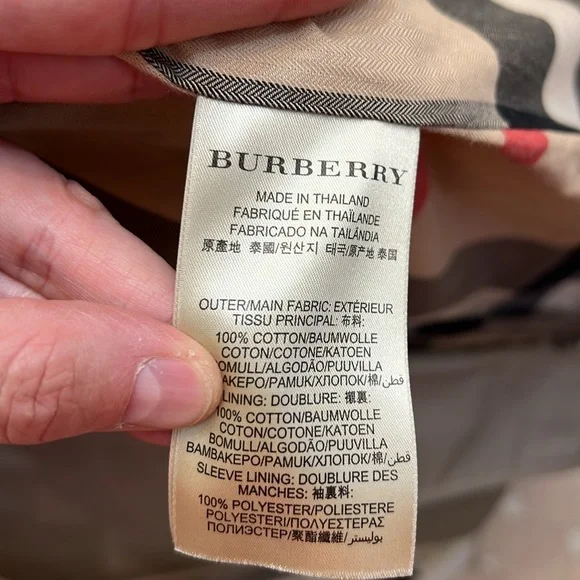 BURBERRY
MADE IN THAILAND
FABRIQUÉ EN THAÏLANDE
FABRICADO NA TAILÂNDIA
原產地 泰國/원산지 태국/原产地 泰国
OUTER/MAIN FABRIC: EXTÉRIEUR
TISSU PRINCIPAL: 布料:
100% COTTON/BAUMWOLLE
COTON/COTONE/KATOEN
OMULL/ALGODÃO/PUUVILLA
BAKEPO/PAMUK/ХЛОПОК/棉/قطن
LINING: DOUBLURE: 襯裏:
100% COTTON/BAUMWOLLE
COTON/COTONE/KATOEN
BOMULL/ALGODÃO/PUUVILLA
BAMBAKEPO/PAMUK/ХЛОПОК/棉/قطن
SLEEVE LINING: DOUBLURE DES
MANCHES: 袖裏料:
100% POLYESTER/POLIESTERE
POLYESTERI/ΠΟΛΥΕΣΤΕΡΑΣ
ПОЛИЭСТЕР/聚酯纖維/بوليستر